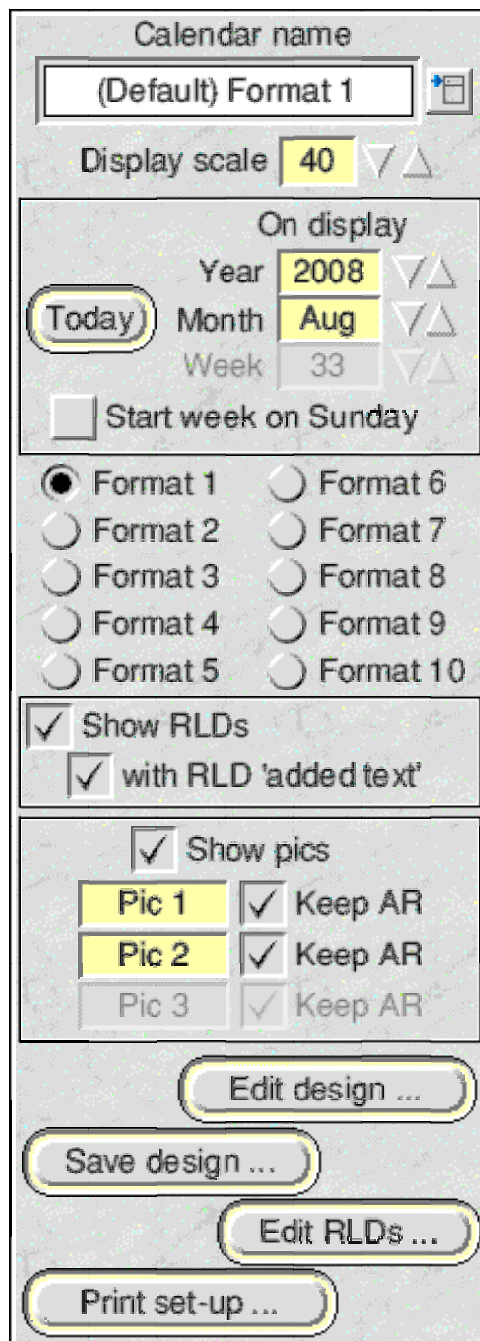 Calendar name
(Default) Format 1
Display scale 40
On display
Year 2008
Today Month Aug
Week 33
Start week on Sunday
Format 1 Format 6
Format 2 Format 7
Format 3 Format 8
Format 4 Format 9
Format 5 Format 10
Show RLDs
with RLD 'added text'
Show pics
Pic 1 Keep AR
Pic 2 Keep AR
Pic 3 Keep AR
Edit design ...
Save design ...
Edit RLDs ...
Print set-up ...